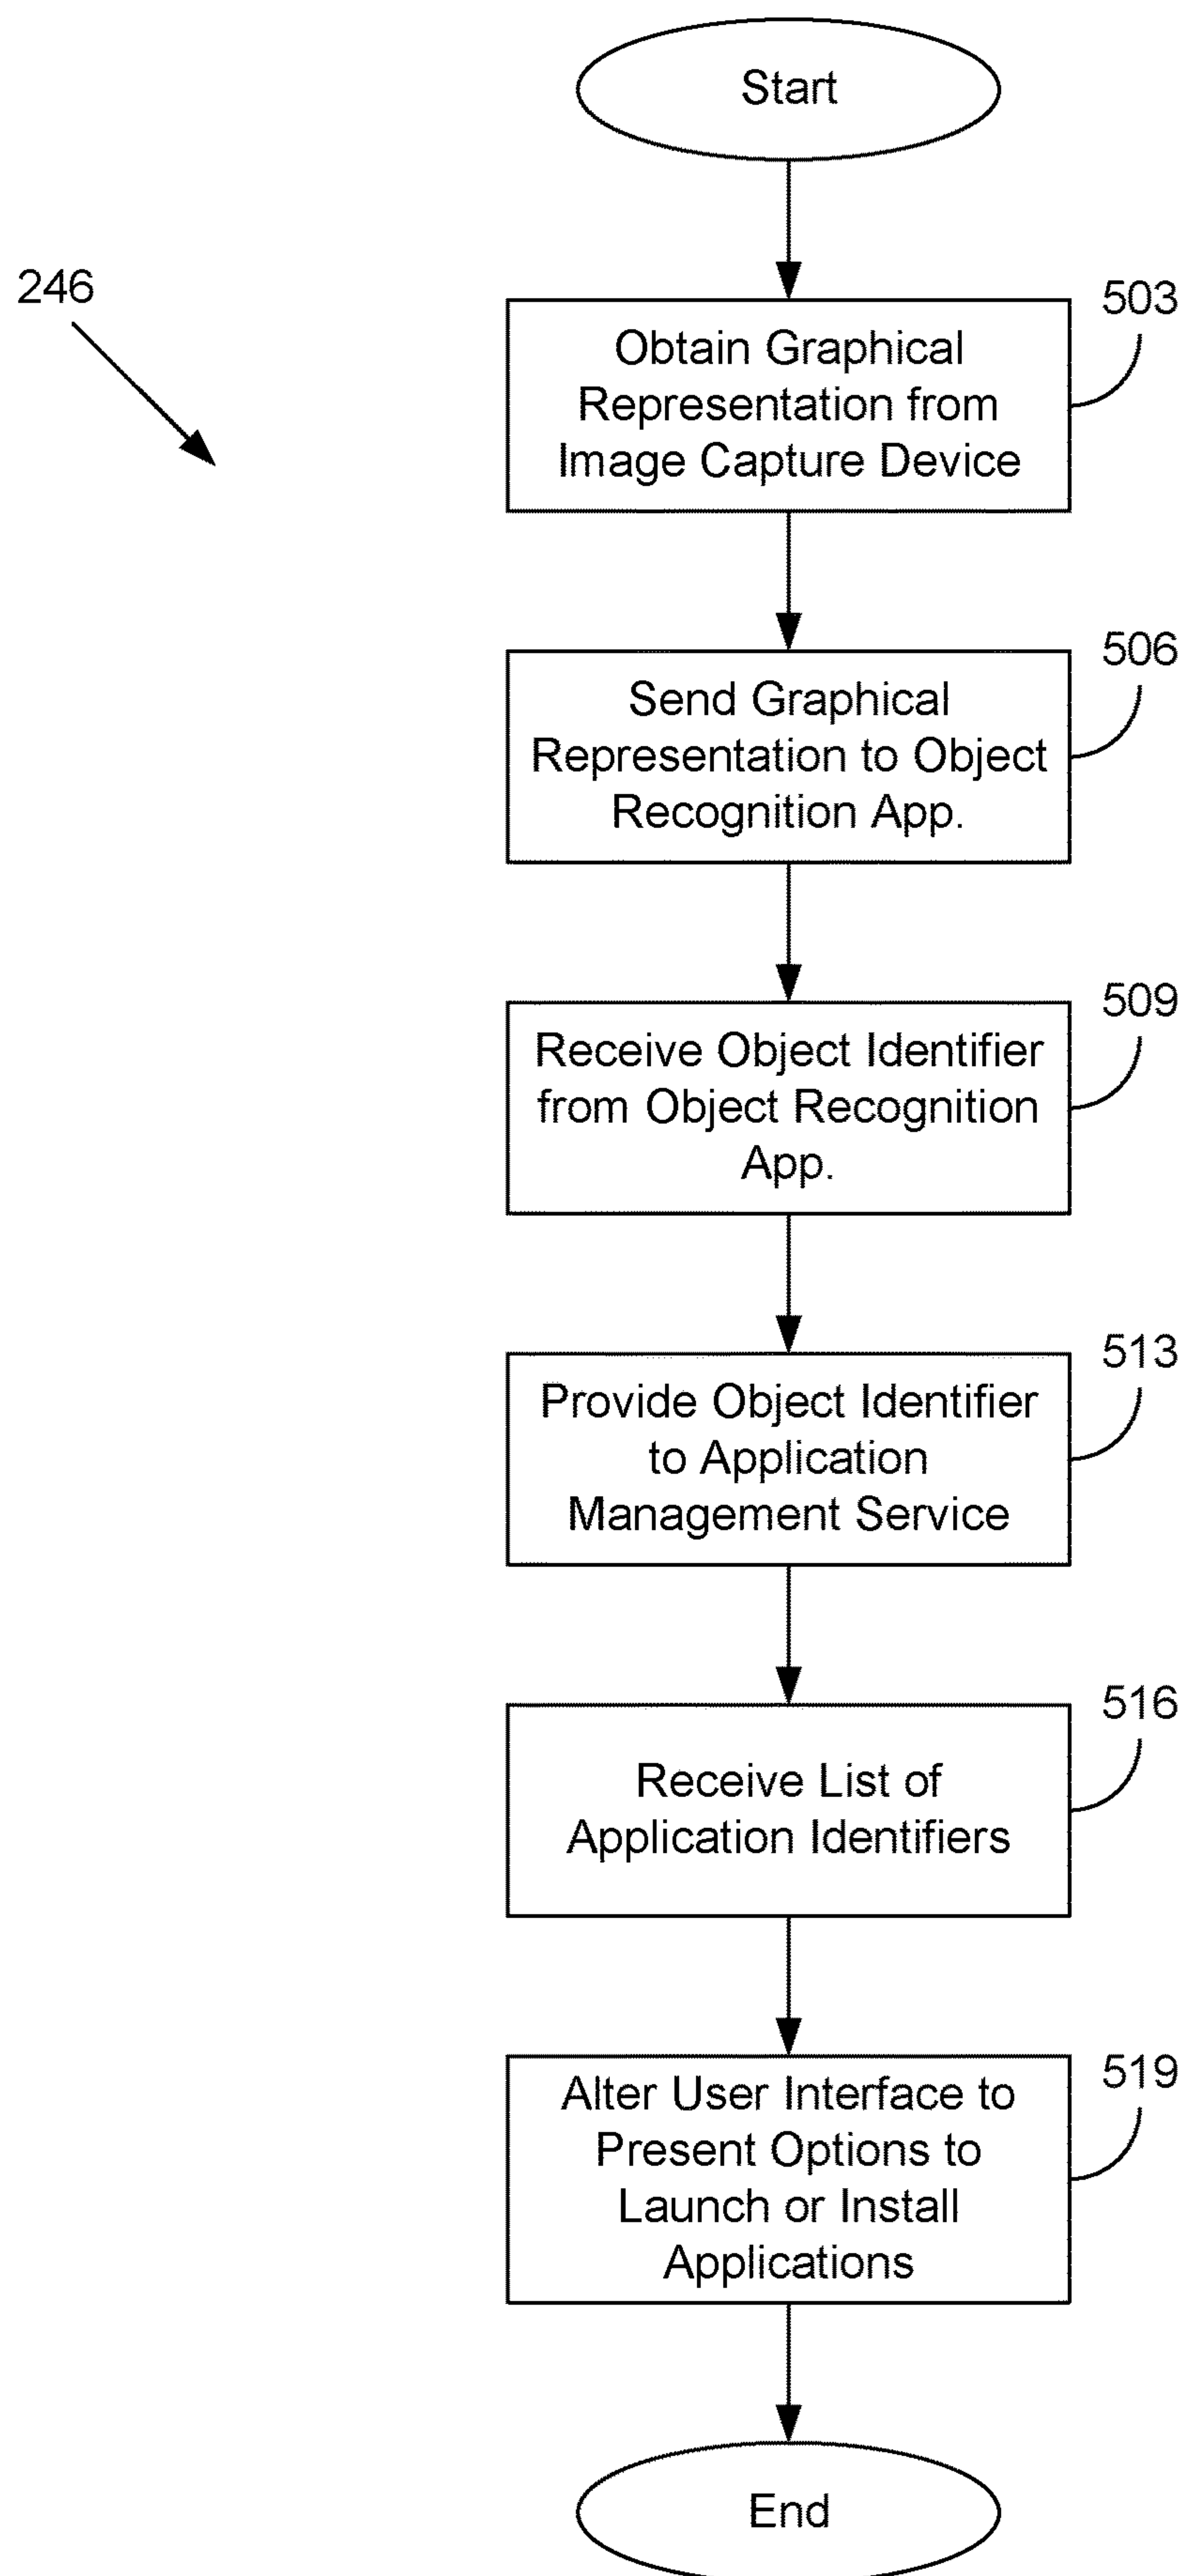 Start
246
503
Obtain Graphical
Representation from
Image Capture Device
506
Send Graphical
Representation to Object
Recognition App.
509
Receive Object Identifier
from Object Recognition
App.
513
Provide Object Identifier
to Application
Management Service
516
Receive List of
Application Identifiers
519
Alter User Interface to
Present Options to
Launch or Install
Applications
End